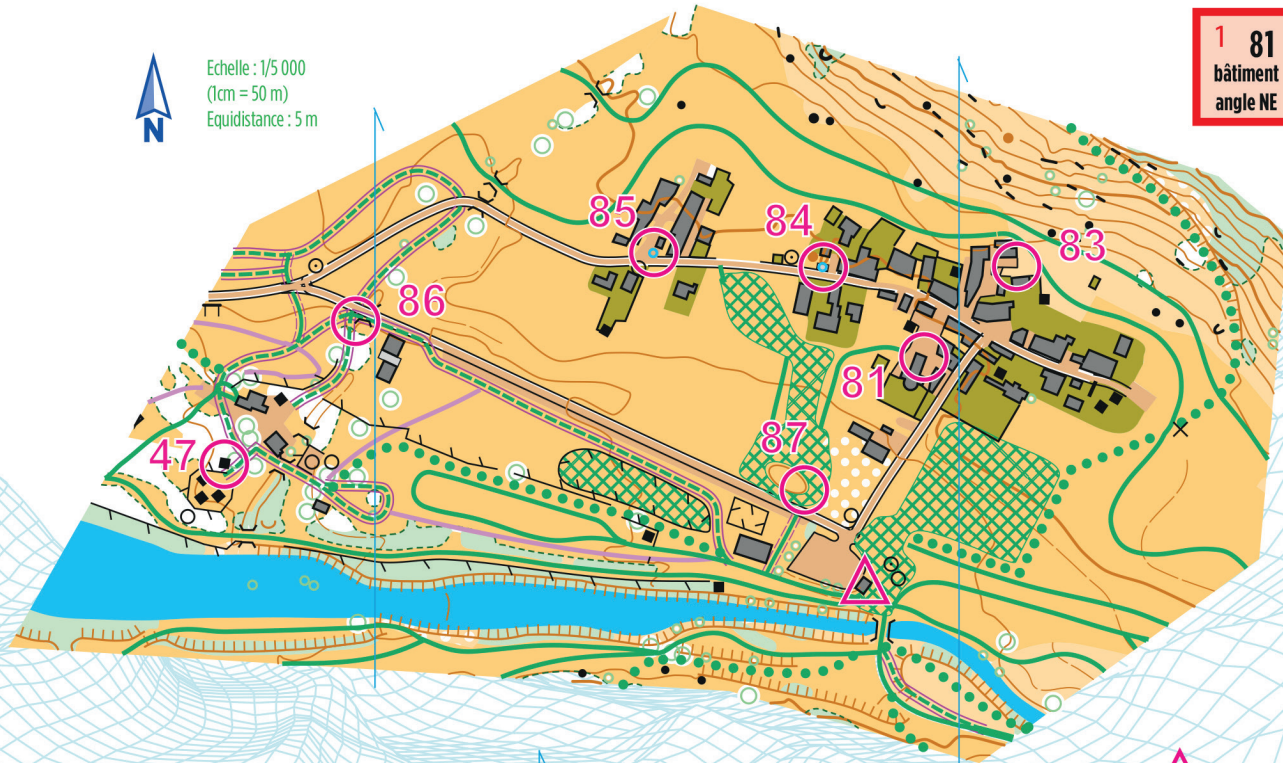 Echelle : 1/5 000
(1cm = 50 m)
Equidistance : 5 m
N
1 81
bâtiment
angle NE
85
84
83
86
81
87
47